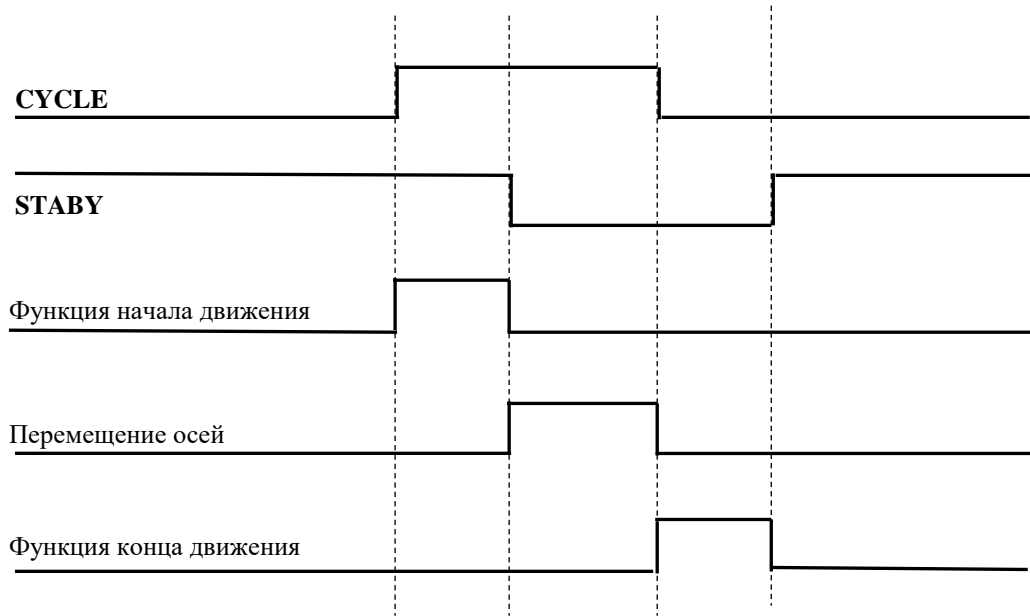 CYCLE
STABY
Функция начала движения
Перемещение осей
Функция конца движения